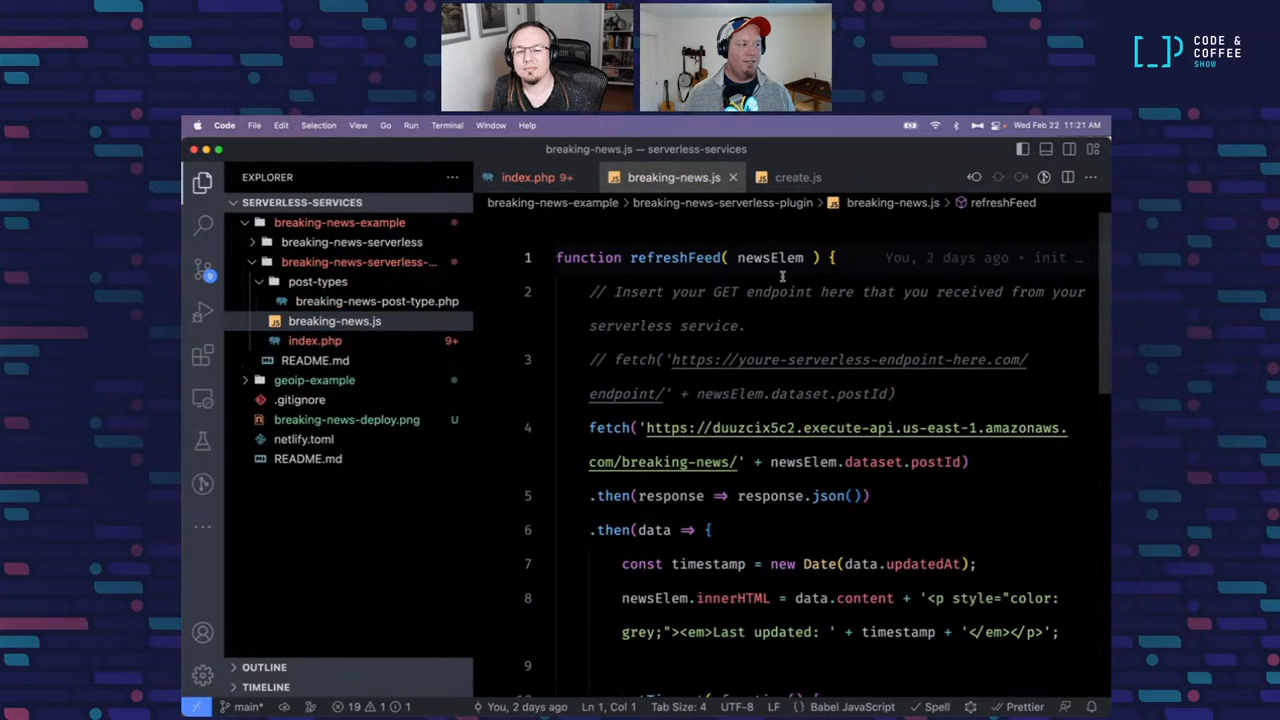 CODE &
COFFEE
SHOW
Code File Edit Selection View Go Run Terminal Window Help Wed Feb 22 11:21 AM
breaking-news.js — serverless-services
EXPLORER ...
index.php 9+ JS breaking-news.js × JS create.js
SERVERLESS-SERVICES
breaking-news-example > breaking-news-serverless-plugin > JS breaking-news.js > refreshFeed
breaking-news-example
breaking-news-serverless
breaking-news-serverless-...
post-types
breaking-news-post-type.php
JS breaking-news.js
index.php 9+
README.md
geoip-example
.gitignore
breaking-news-deploy.png U
netlify.toml
README.md
OUTLINE
TIMELINE
9
1 function refreshFeed( newsElem ) { You, 2 days ago • init …
2 // Insert your GET endpoint here that you received from your
serverless service.
3 // fetch('https://youre-serverless-endpoint-here.com/
endpoint/' + newsElem.dataset.postId)
4 fetch('https://duuzcix5c2.execute-api.us-east-1.amazonaws.
com/breaking-news/' + newsElem.dataset.postId)
5 .then(response => response.json())
6 .then(data => {
7 const timestamp = new Date(data.updatedAt);
8 newsElem.innerHTML = data.content + '<p style="color:
grey;"><em>Last updated: ' + timestamp + '</em></p>';
9
main* 19 1 1 You, 2 days ago Ln 1, Col 1 Tab Size: 4 UTF-8 LF {} Babel JavaScript Spell Prettier